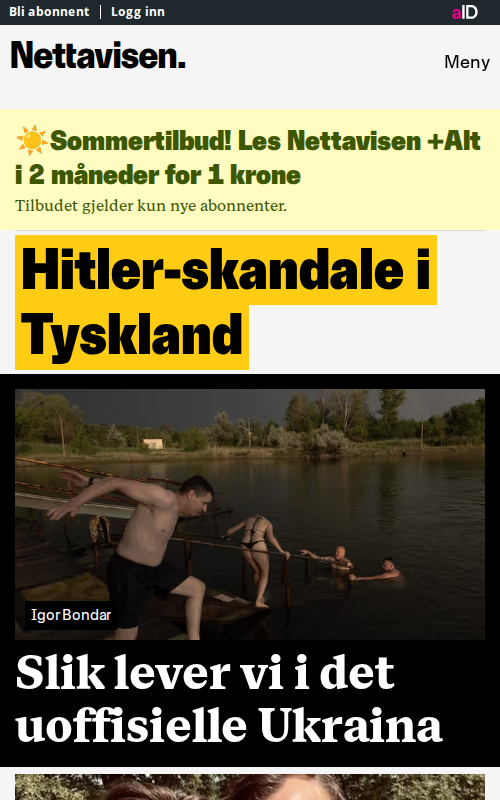 Bli abonnent | Logg inn
aID
Nettavisen.
Meny
☀️Sommertilbud! Les Nettavisen +Alt
i 2 måneder for 1 krone
Tilbudet gjelder kun nye abonnenter.
Hitler-skandale i
Tyskland
Igor Bondar
Slik lever vi i det
uoffisielle Ukraina